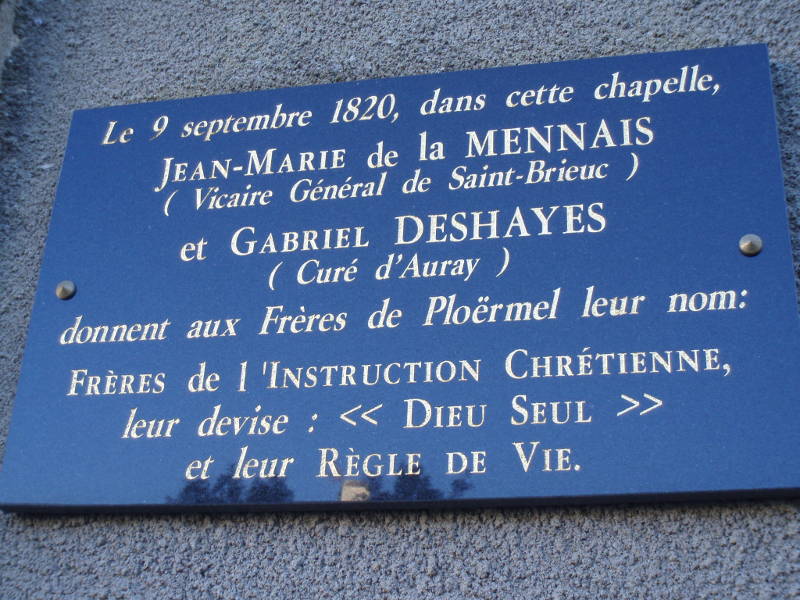 Le 9 septembre 1820, dans cette chapelle,
JEAN-MARIE de la MENNAIS
( Vicaire Général de Saint-Brieuc )
et GABRIEL DESHAYES
( Curé d'Auray )
donnent aux Frères de Ploërmel leur nom:
FRÈRES de l 'INSTRUCTION CHRÉTIENNE,
leur devise : << DIEU SEUL >>
et leur RÈGLE DE VIE.